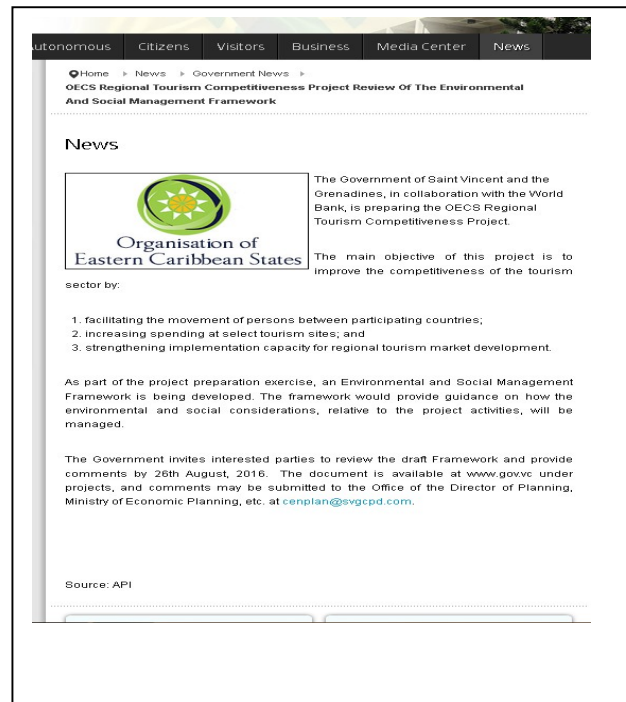 utonomous Citizens Visitors Business Media Center News
Home News Government News
OECS Regional Tourism Competitiveness Project Review Of The Environmental
And Social Management Framework
News
Organisation of
Eastern Caribbean States
The Government of Saint Vincent and the
Grenadines, in collaboration with the World
Bank, is preparing the OECS Regional
Tourism Competitiveness Project.
The main objective of this project is to
improve the competitiveness of the tourism
sector by:
1. facilitating the movement of persons between participating countries;
2. increasing spending at select tourism sites; and
3. strengthening implementation capacity for regional tourism market development.
As part of the project preparation exercise, an Environmental and Social Management
Framework is being developed. The framework would provide guidance on how the
environmental and social considerations, relative to the project activities, will be
managed.
The Government invites interested parties to review the draft Framework and provide
comments by 26th August, 2016. The document is available at www.gov.vc under
projects, and comments may be submitted to the Office of the Director of Planning,
Ministry of Economic Planning, etc. at cenplan@svgcpd.com.
Source: API